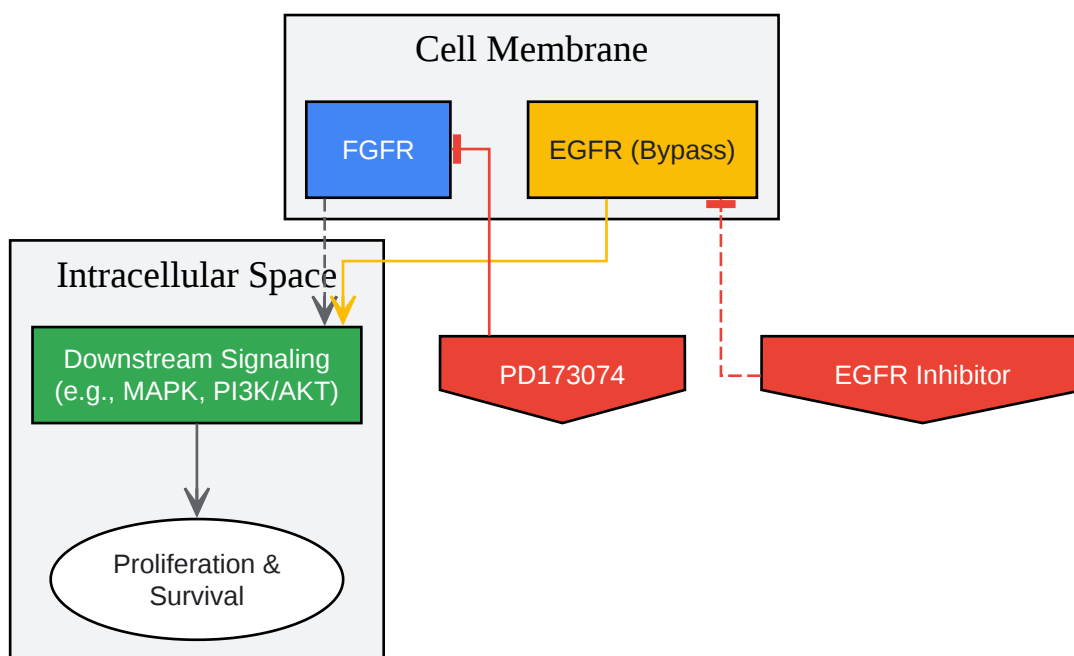 Cell Membrane
FGFR
EGFR (Bypass)
Intracellular Space
Downstream Signaling
(e.g., MAPK, PI3K/AKT)
PD173074
EGFR Inhibitor
Proliferation &
Survival